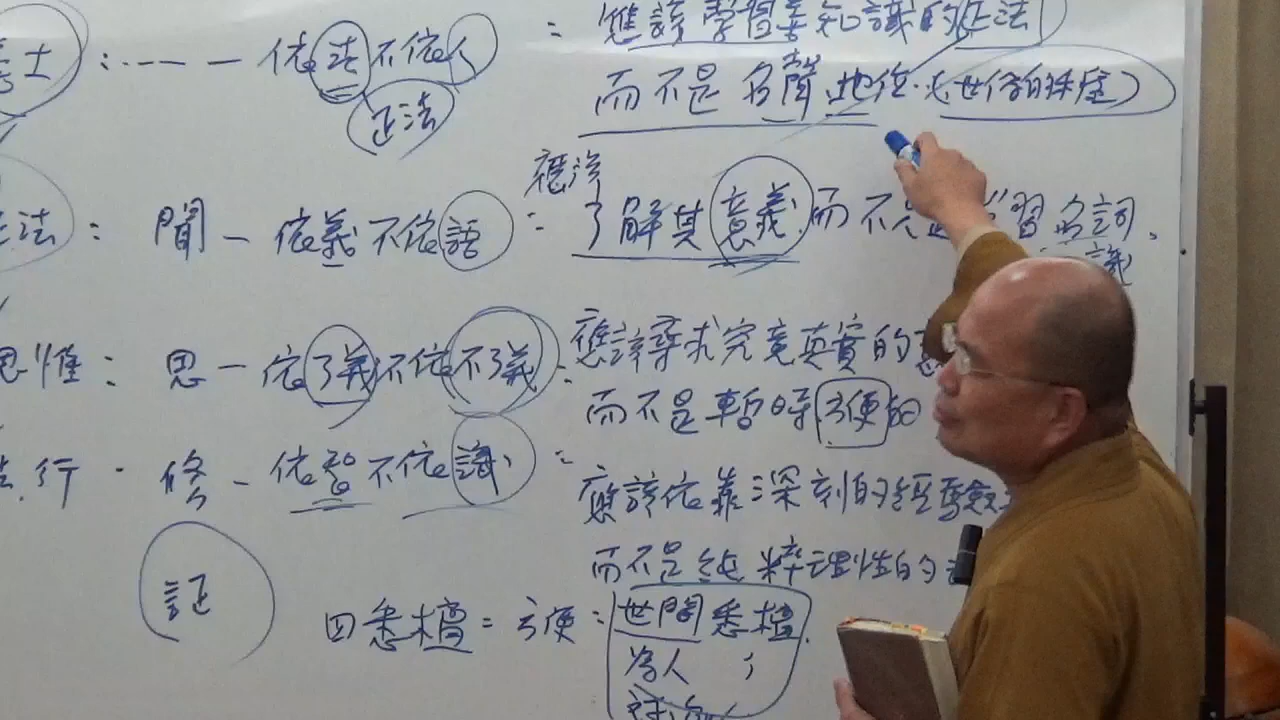 士：——依法不依人 = 應該學習善知識的正法
正法
而不是名聲、地位.(世俗的珠產)
應該
法：聞—依義不依語 = 了解其意義，而不是學習名詞、
識
思惟：思—依了義不依不了義= 應該尋求究竟真實的
而不是暫時方便的
行．修—依智不依識、= 應該依靠深刻的經驗
而不是純粹理性的
証
四悉檀=方便：世間悉檀.
為人 〃